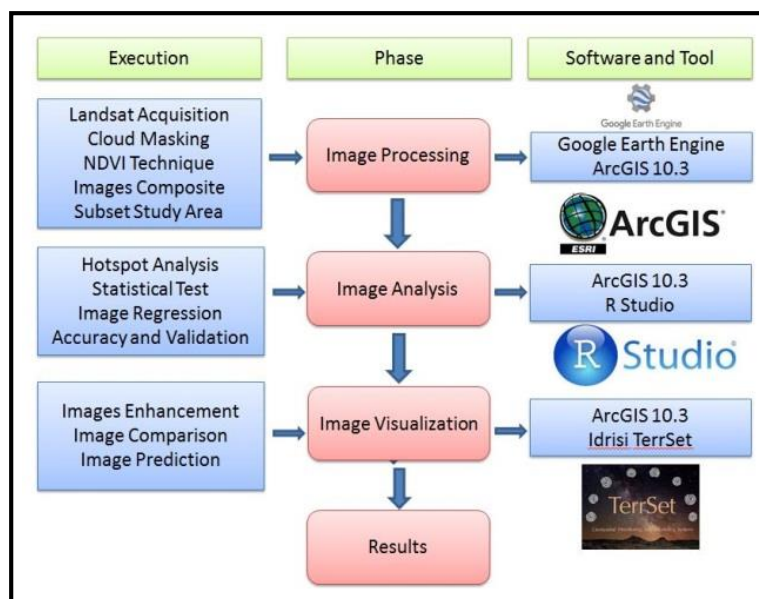 Execution
Phase
Software and Tool
Landsat Acquisition
Cloud Masking
NDVI Technique
Images Composite
Subset Study Area
Image Processing
Google Earth Engine
Google Earth Engine
ArcGIS 10.3
ESRI
ArcGIS®
Hotspot Analysis
Statistical Test
Image Regression
Accuracy and Validation
Image Analysis
ArcGIS 10.3
R Studio
R Studio®
Images Enhancement
Image Comparison
Image Prediction
Image Visualization
ArcGIS 10.3
Idrisi TerrSet
TerrSet
Results